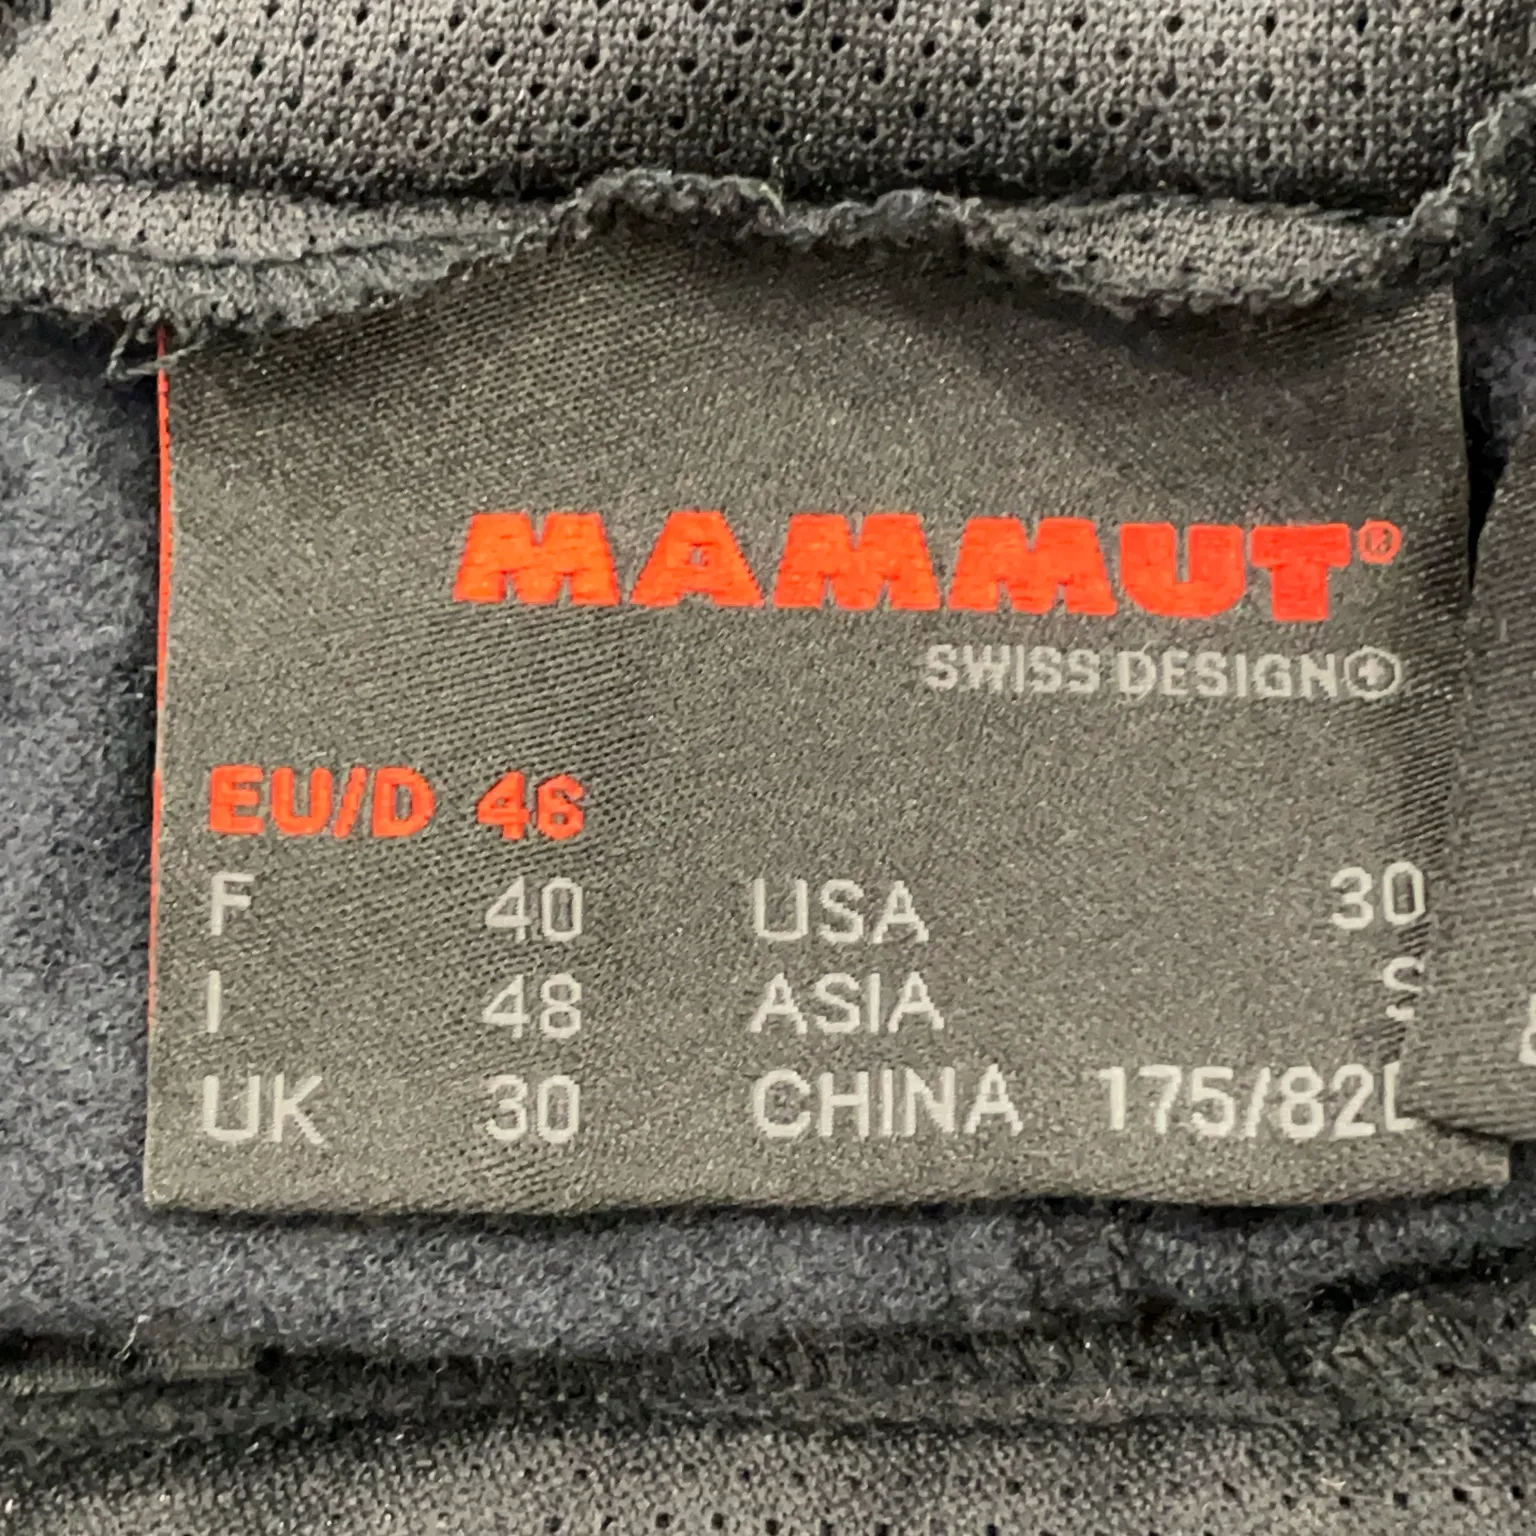 MAMMUT®
SWISS DESIGN
EU/D 46
F 40 USA 30
I 48 ASIA S
UK 30 CHINA 175/82